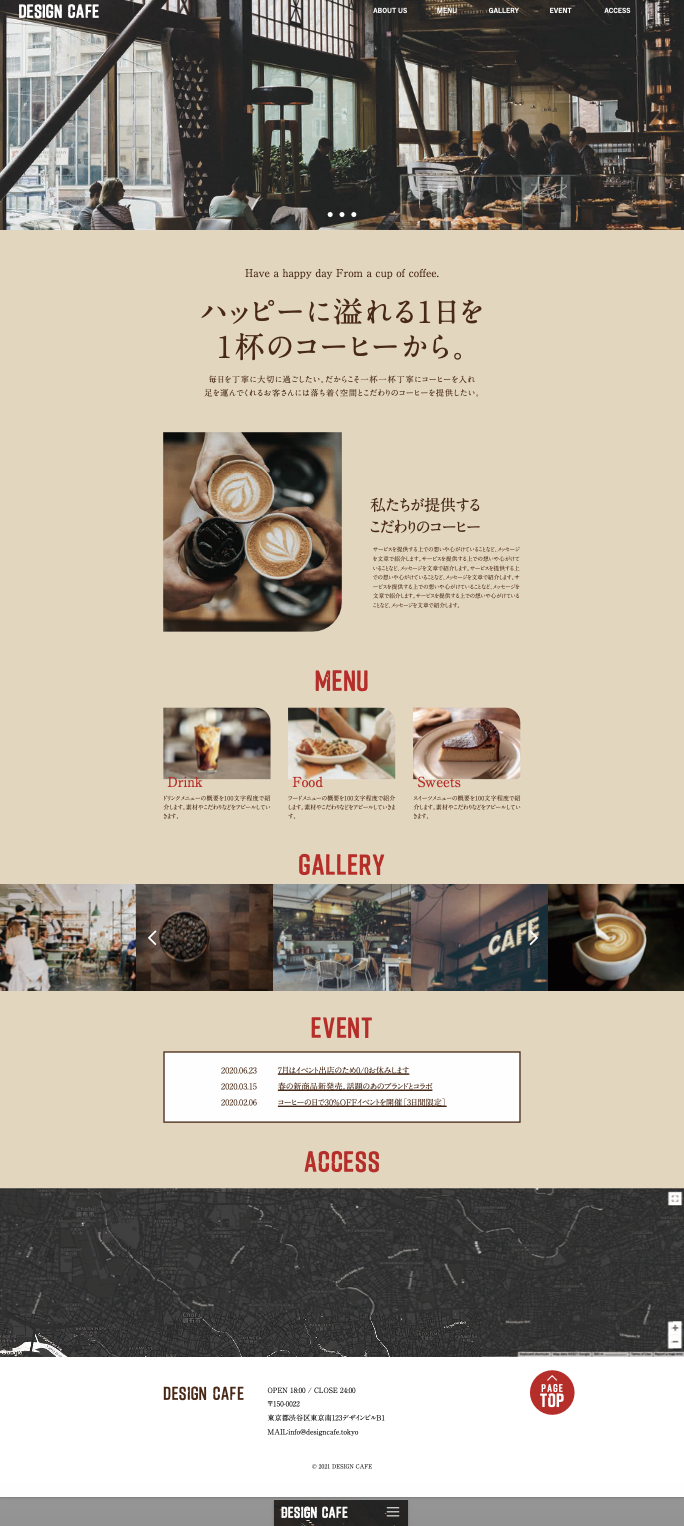 DESIGN CAFE
ABOUT US
MENU
GALLERY
EVENT
ACCESS
Have a happy day From a cup of coffee.
ハッピーに溢れる1日を
1杯のコーヒーから。
毎日を丁寧に大切に過ごしたい。だからこそ一杯一杯丁寧にコーヒーを入れ
足を運んでくれるお客さんには落ち着く空間とこだわりのコーヒーを提供したい。
私たちが提供する
こだわりのコーヒー
サービスを提供する上での想いや心がけていることなど、メッセージ
を文章で紹介します。サービスを提供する上での想いや心がけて
いることなど、メッセージを文章で紹介します。サービスを提供する上
での想いや心がけていることなど、メッセージを文章で紹介します。サ
ービスを提供する上での想いや心がけていることなど、メッセージを
文章で紹介します。サービスを提供する上での想いや心がけている
ことなど、メッセージを文章で紹介します。
MENU
Drink
ドリンクメニューの概要を100文字程度で紹
介します。素材やこだわりなどをアピールしてい
きます。
Food
フードメニューの概要を100文字程度で紹介
します。素材やこだわりなどをアピールしていきま
す。
Sweets
スイーツメニューの概要を100文字程度で紹
介します。素材やこだわりなどをアピールしてい
きます。
GALLERY
CAFE
EVENT
2020.06.23 7月はイベント出店のため0/0お休みします
2020.03.15 春の新商品新発売。話題のあのブランドとコラボ
2020.02.06 コーヒーの日で30%OFFイベントを開催［3日間限定］
ACCESS
Google
DESIGN CAFE
OPEN 18:00 / CLOSE 24:00
〒150-0022
東京都渋谷区東京南123デザインビルB1
MAIL:info@designcafe.tokyo
PAGE
TOP
© 2021 DESIGN CAFE
DESIGN CAFE